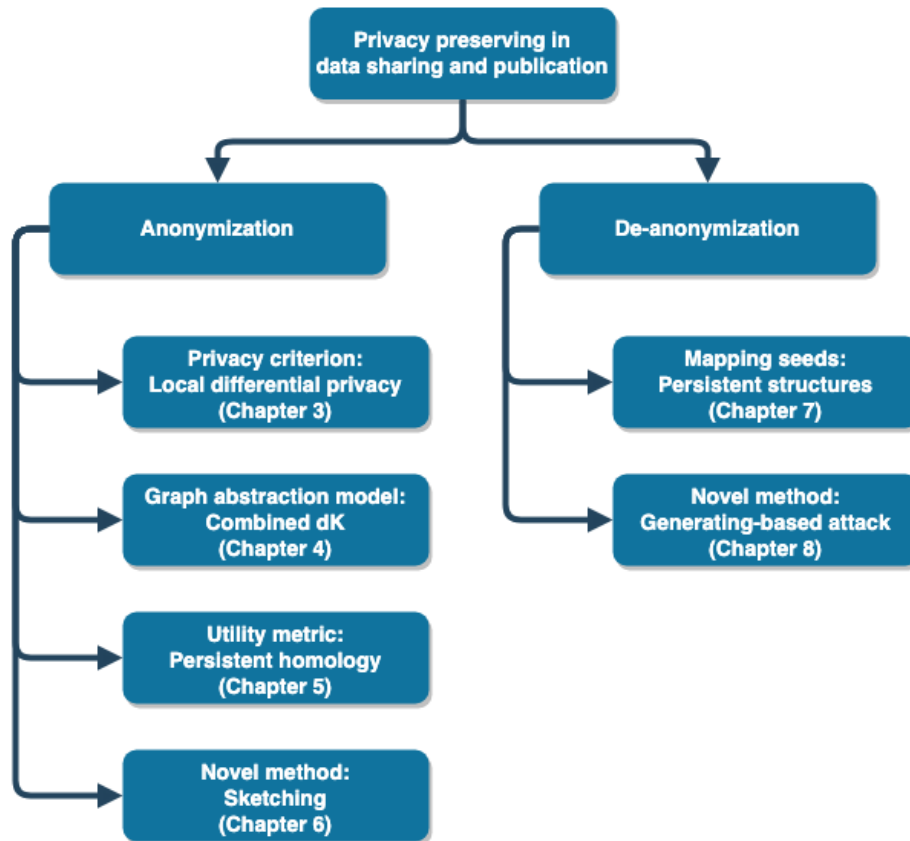 Privacy preserving in
data sharing and publication
Anonymization
De-anonymization
Privacy criterion:
Local differential privacy
(Chapter 3)
Graph abstraction model:
Combined dK
(Chapter 4)
Utility metric:
Persistent homology
(Chapter 5)
Novel method:
Sketching
(Chapter 6)
Mapping seeds:
Persistent structures
(Chapter 7)
Novel method:
Generating-based attack
(Chapter 8)